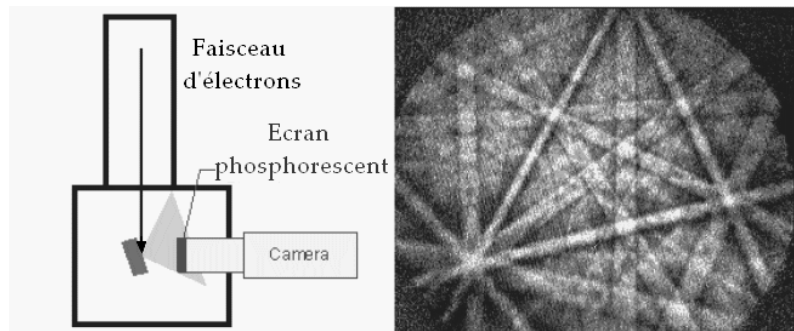 Faisceau
d'électrons
Ecran
phosphorescent
Camera